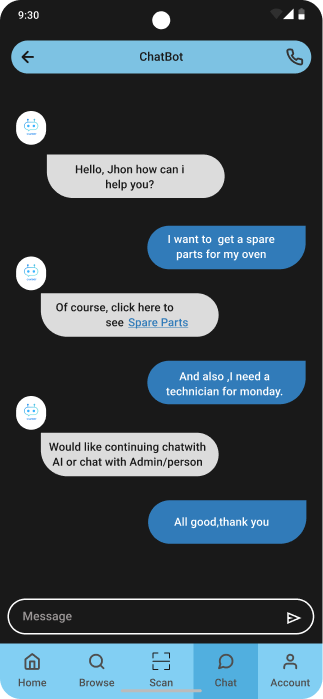 9:30
ChatBot
Hello, Jhon how can i
help you?
I want to  get a spare
parts for my oven
Of course, click here to
see  Spare Parts
And also ,I need a
technician for monday.
Would like continuing chatwith
AI or chat with Admin/person
All good,thank you
Message
Home Browse Scan Chat Account